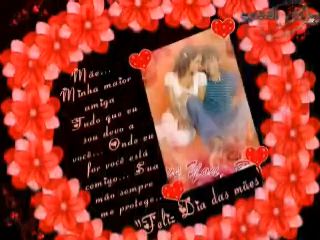 Mãe...
Minha maior
amiga
Tudo que eu
sou devo a
você... Onde eu
for você está
comigo... Sua
mão sempre
me protege...
"Feliz Dia das mães"